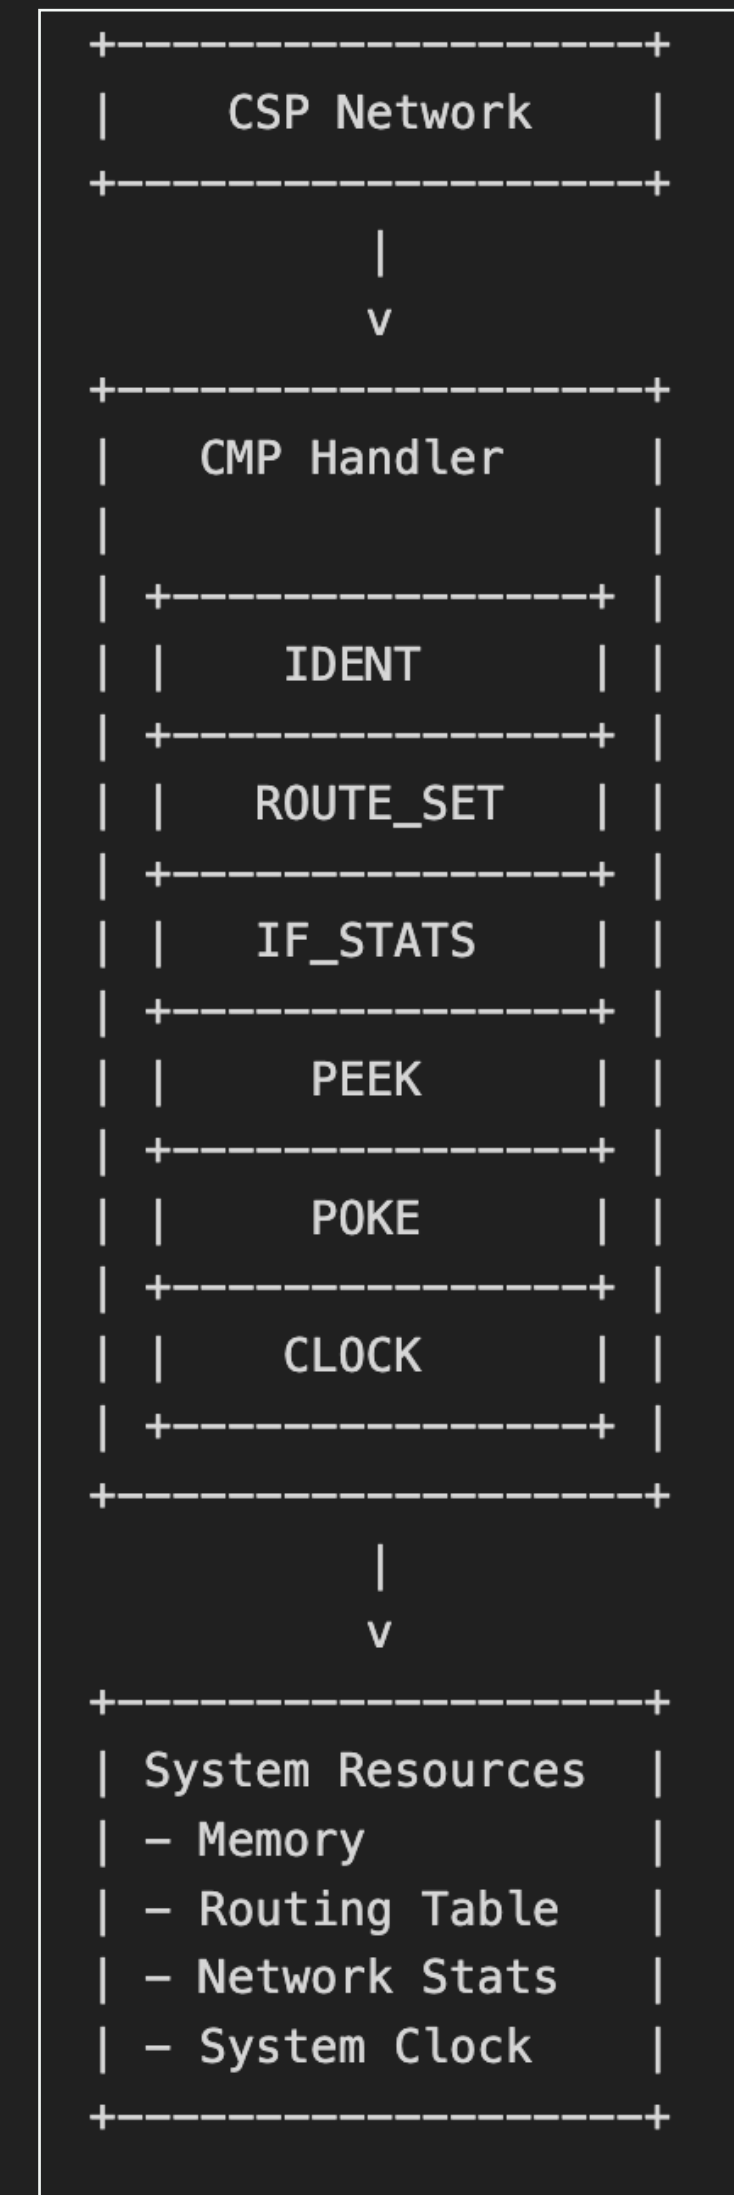 +-------------------+
|    CSP Network    |
+-------------------+
          |
          v
+-------------------+
|   CMP Handler     |
|                   |
| +---------------+ |
| |    IDENT      | |
| +---------------+ |
| |   ROUTE_SET   | |
| +---------------+ |
| |   IF_STATS    | |
| +---------------+ |
| |     PEEK      | |
| +---------------+ |
| |     POKE      | |
| +---------------+ |
| |    CLOCK      | |
| +---------------+ |
+-------------------+
          |
          v
+-------------------+
| System Resources  |
| - Memory          |
| - Routing Table   |
| - Network Stats   |
| - System Clock    |
+-------------------+